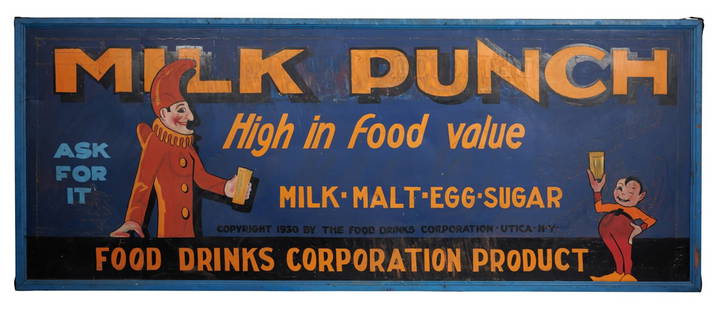 MILK PUNCH
High in food value
ASK
FOR
IT
MILK·MALT·EGG·SUGAR
COPYRIGHT 1930 BY THE FOOD DRINKS CORPORATION·UTICA·N·Y·
FOOD DRINKS CORPORATION PRODUCT